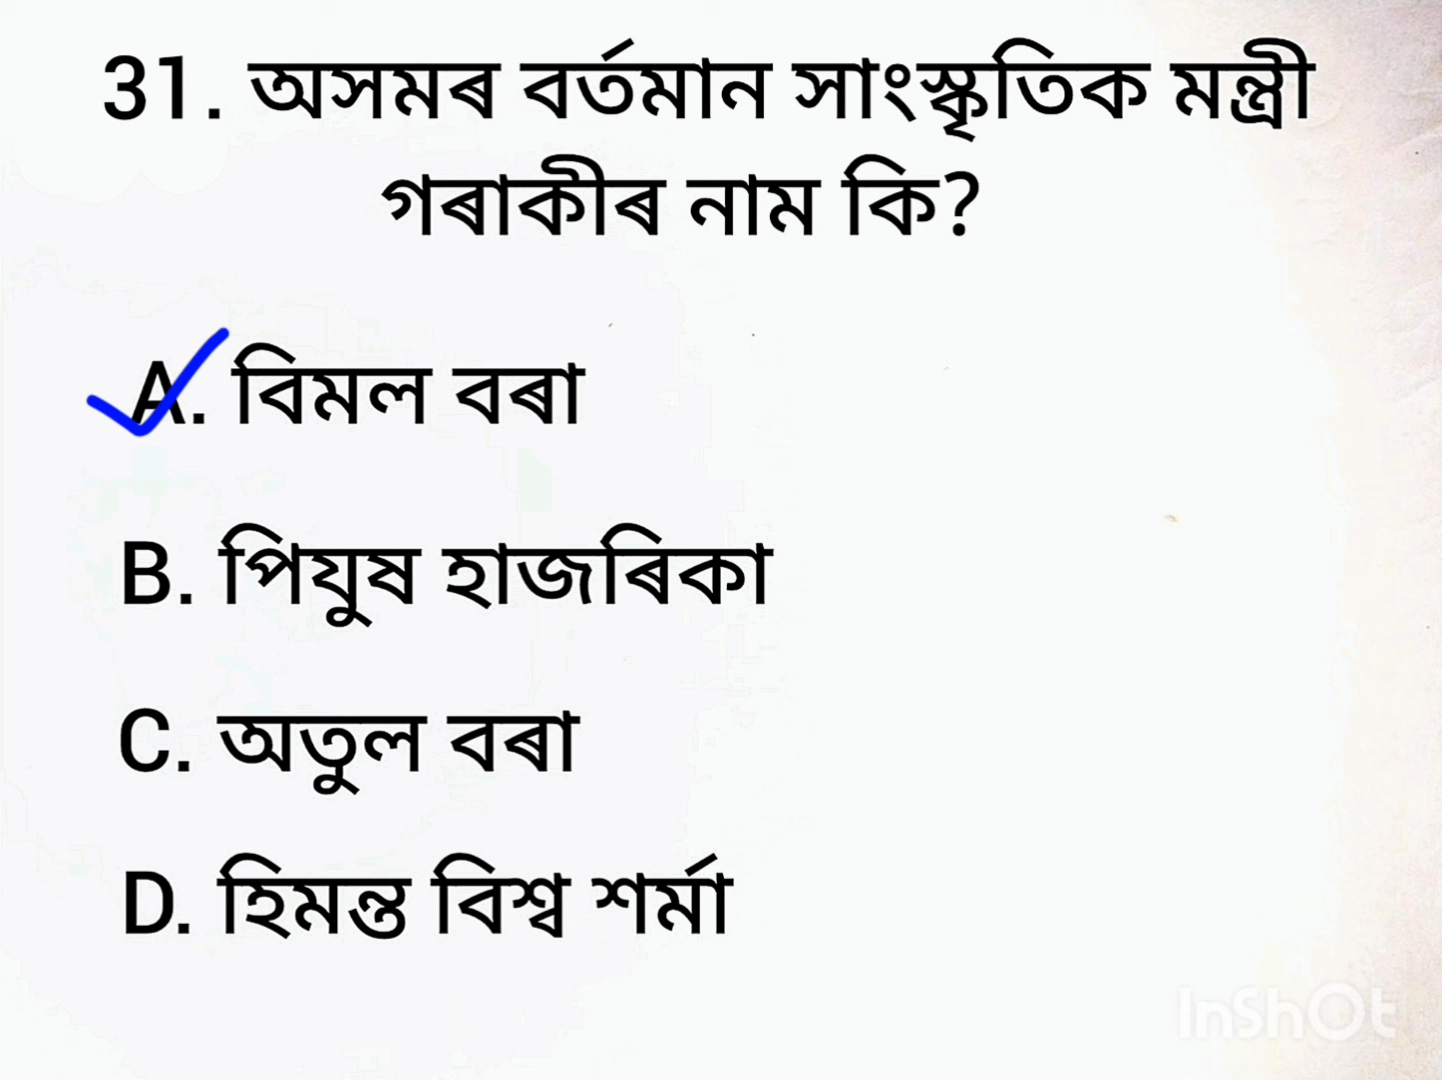 31. অসমৰ বৰ্তমান সাংস্কৃতিক মন্ত্ৰী
গৰাকীৰ নাম কি?
A. বিমল বৰা
B. পিযুষ হাজৰিকা
C. অতুল বৰা
D. হিমন্ত বিশ্ব শৰ্মা
InShOt